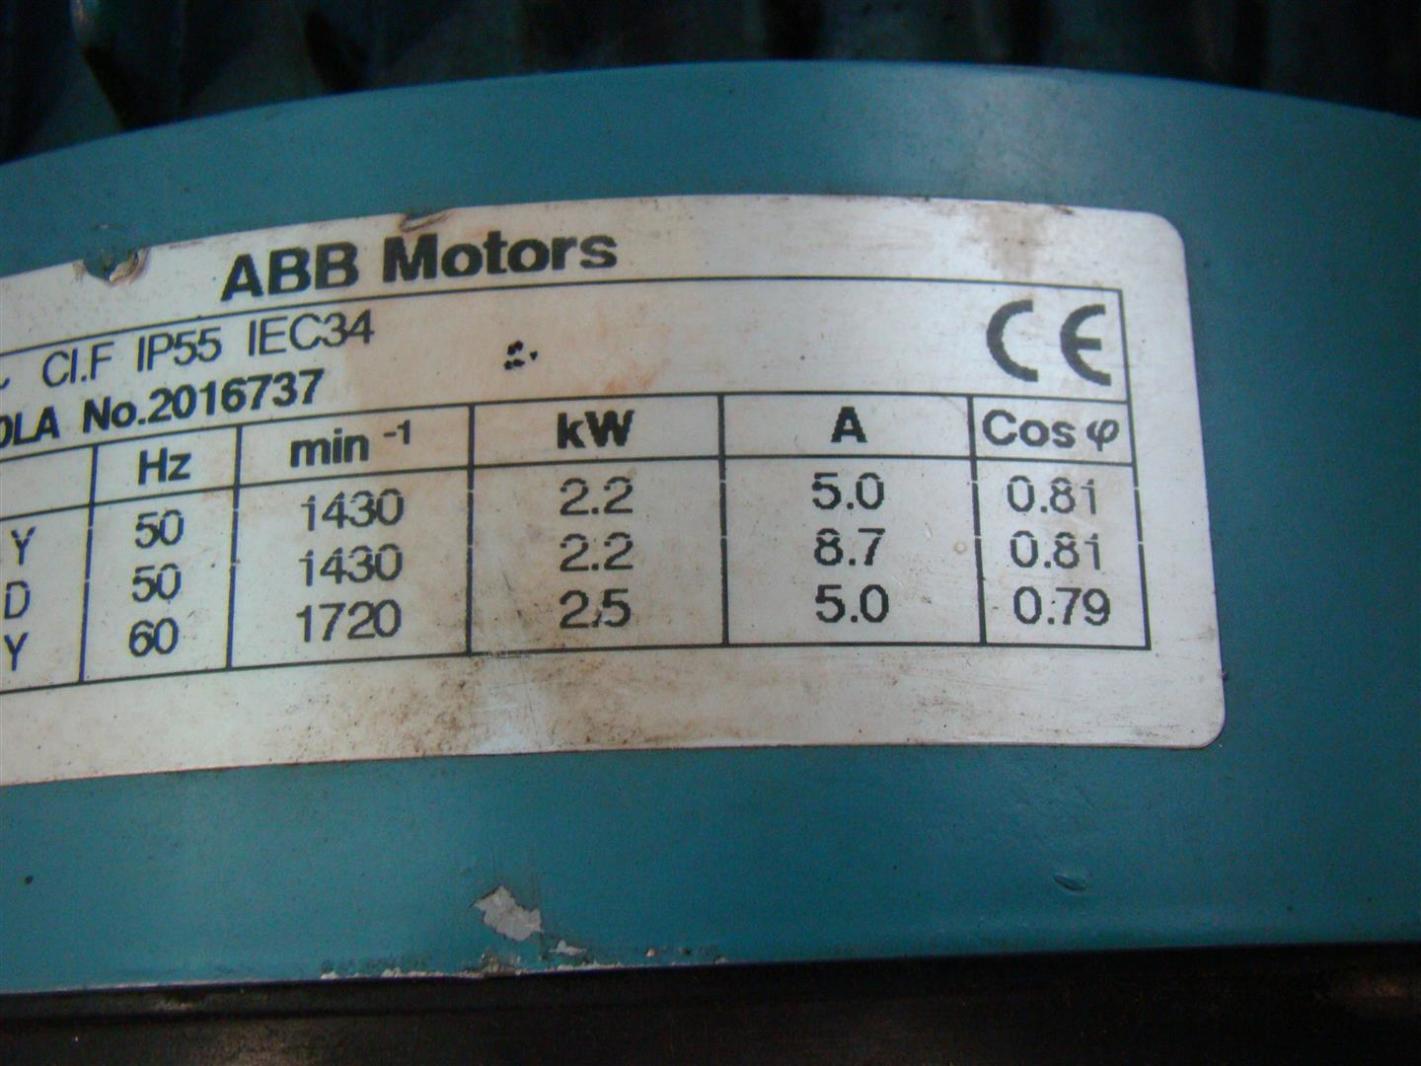 ABB Motors
CE
Cl.F IP55 IEC34
No.2016737
Hz min⁻¹ kW A Cos φ
Y 50 1430 2.2 5.0 0.81
D 50 1430 2.2 8.7 0.81
Y 60 1720 2.5 5.0 0.79